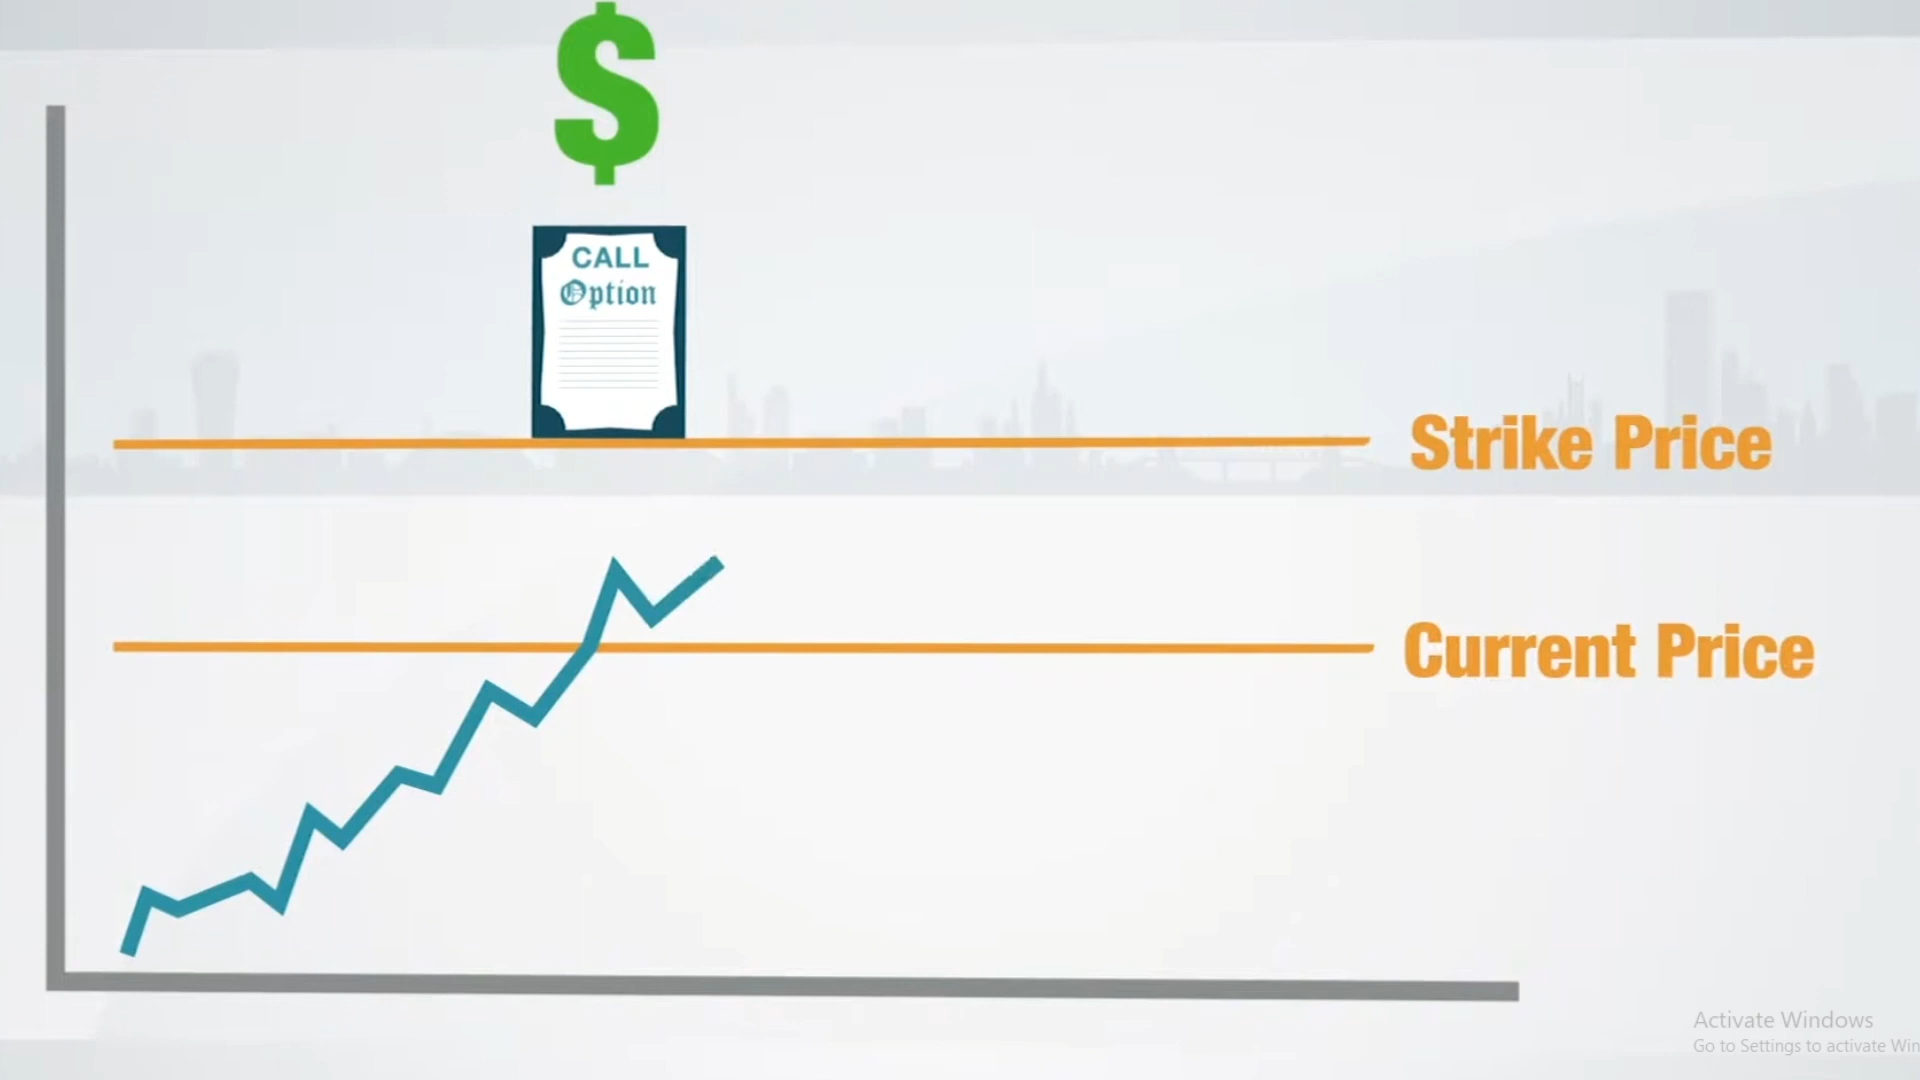 $
CALL
Option
Strike Price
Current Price
Activate Windows
Go to Settings to activate Win